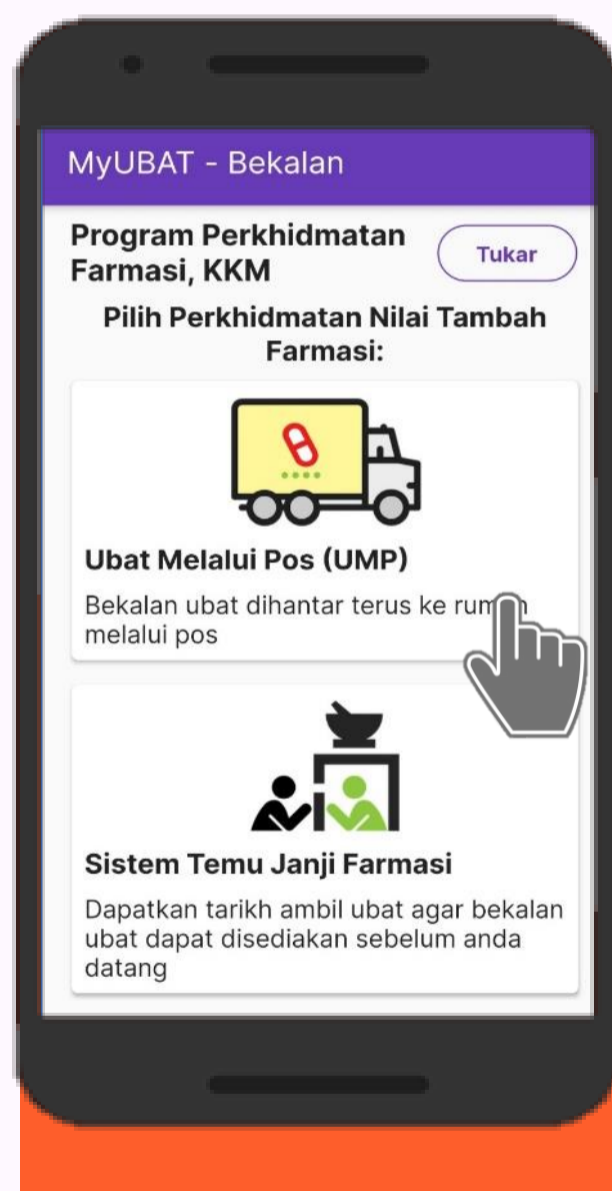 MyUBAT - Bekalan
Program Perkhidmatan
Farmasi, KKM
Tukar
Pilih Perkhidmatan Nilai Tambah
Farmasi:
Ubat Melalui Pos (UMP)
Bekalan ubat dihantar terus ke rumah
melalui pos
Sistem Temu Janji Farmasi
Dapatkan tarikh ambil ubat agar bekalan
ubat dapat disediakan sebelum anda
datang